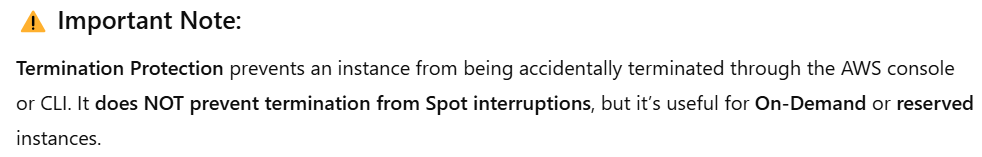 ⚠️ Important Note:
Termination Protection prevents an instance from being accidentally terminated through the AWS console
or CLI. It does NOT prevent termination from Spot interruptions, but it’s useful for On-Demand or reserved
instances.